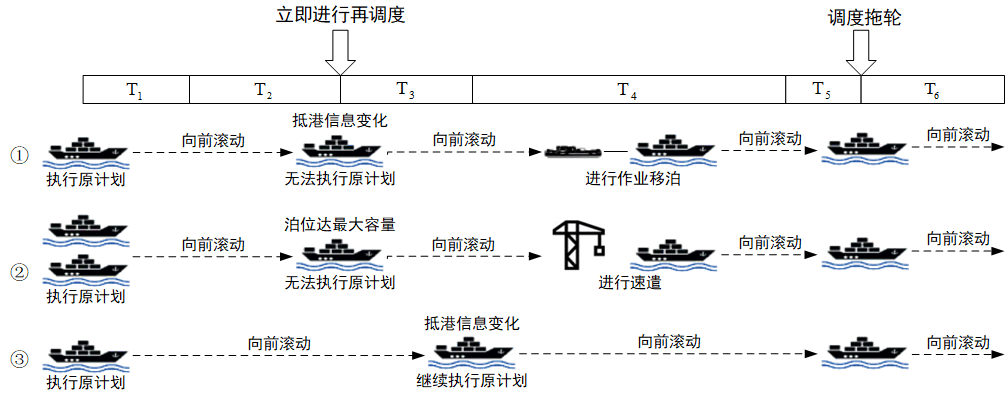 立即进行再调度
调度拖轮
T1 T2 T3 T4 T5 T6
抵港信息变化
① 向前滚动 向前滚动 向前滚动 向前滚动
执行原计划 无法执行原计划 进行作业移泊
泊位达最大容量
② 向前滚动 向前滚动 向前滚动 向前滚动
执行原计划 无法执行原计划 进行速遣
抵港信息变化
③ 向前滚动 向前滚动 向前滚动
执行原计划 继续执行原计划